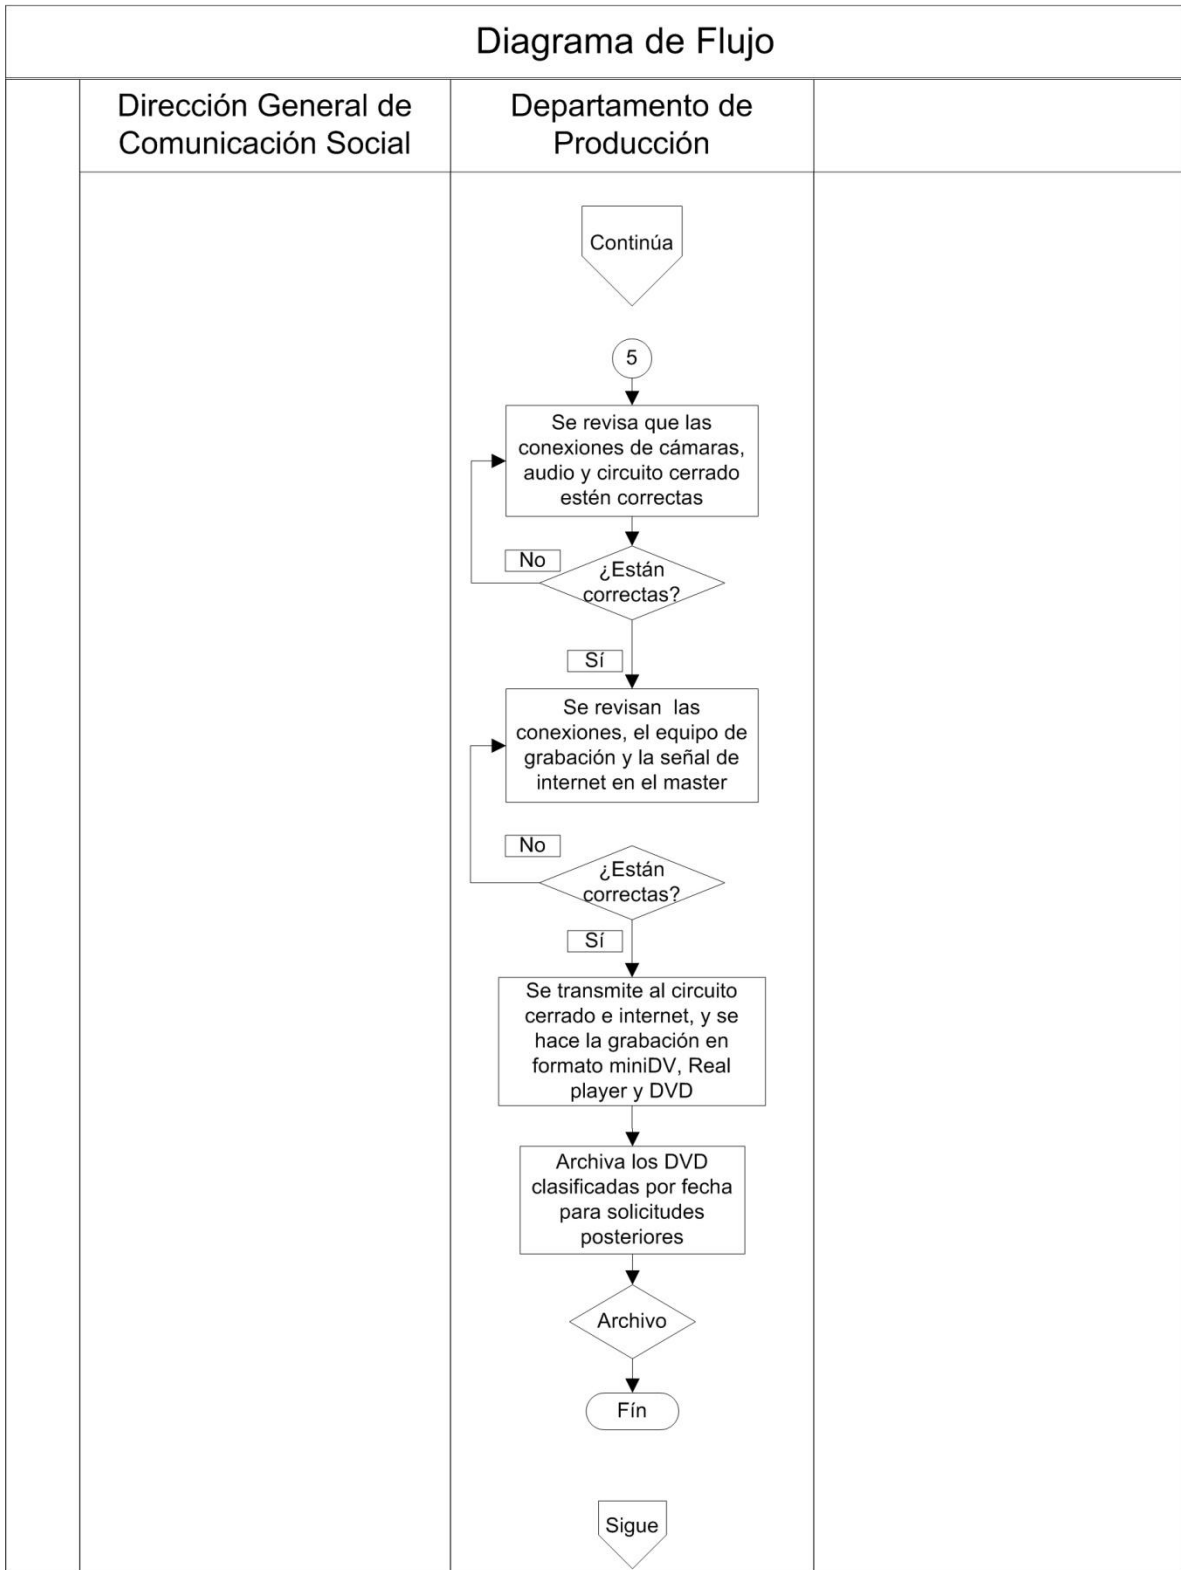 Diagrama de Flujo
Dirección General de
Comunicación Social
Departamento de
Producción
Continúa
5
Se revisa que las
conexiones de cámaras,
audio y circuito cerrado
estén correctas
No
¿Están
correctas?
Sí
Se revisan  las
conexiones, el equipo de
grabación y la señal de
internet en el master
No
¿Están
correctas?
Sí
Se transmite al circuito
cerrado e internet, y se
hace la grabación en
formato miniDV, Real
player y DVD
Archiva los DVD
clasificadas por fecha
para solicitudes
posteriores
Archivo
Fín
Sigue